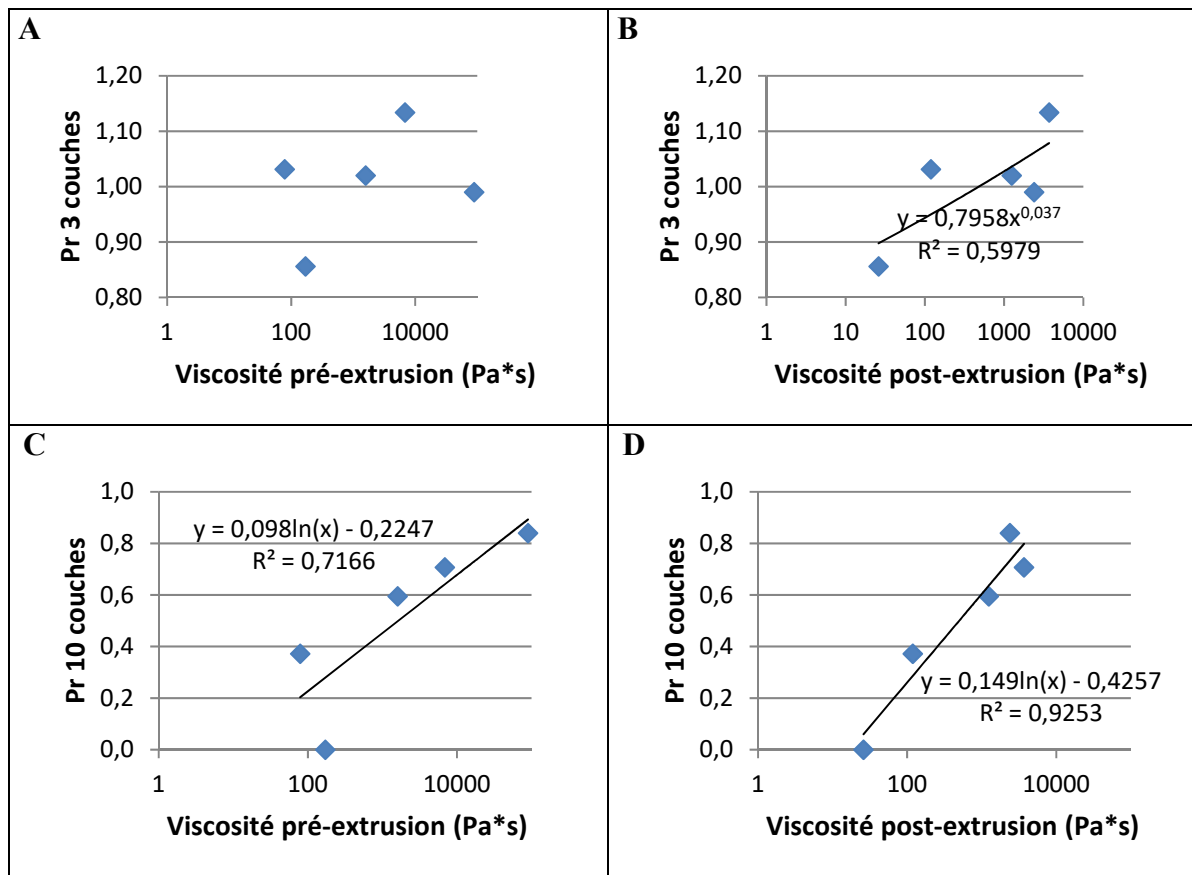 A
Pr 3 couches
1,20
1,10
1,00
0,90
0,80
1 100 10000
Viscosité pré-extrusion (Pa*s)
B
Pr 3 couches
1,20
1,10
1,00
0,90
0,80
y = 0,7958x^0,037
R² = 0,5979
1 10 100 1000 10000
Viscosité post-extrusion (Pa*s)
C
Pr 10 couches
1,0
0,8
0,6
0,4
0,2
0,0
y = 0,098ln(x) - 0,2247
R² = 0,7166
1 100 10000
Viscosité pré-extrusion (Pa*s)
D
Pr 10 couches
1,0
0,8
0,6
0,4
0,2
0,0
y = 0,149ln(x) - 0,4257
R² = 0,9253
1 100 10000
Viscosité post-extrusion (Pa*s)